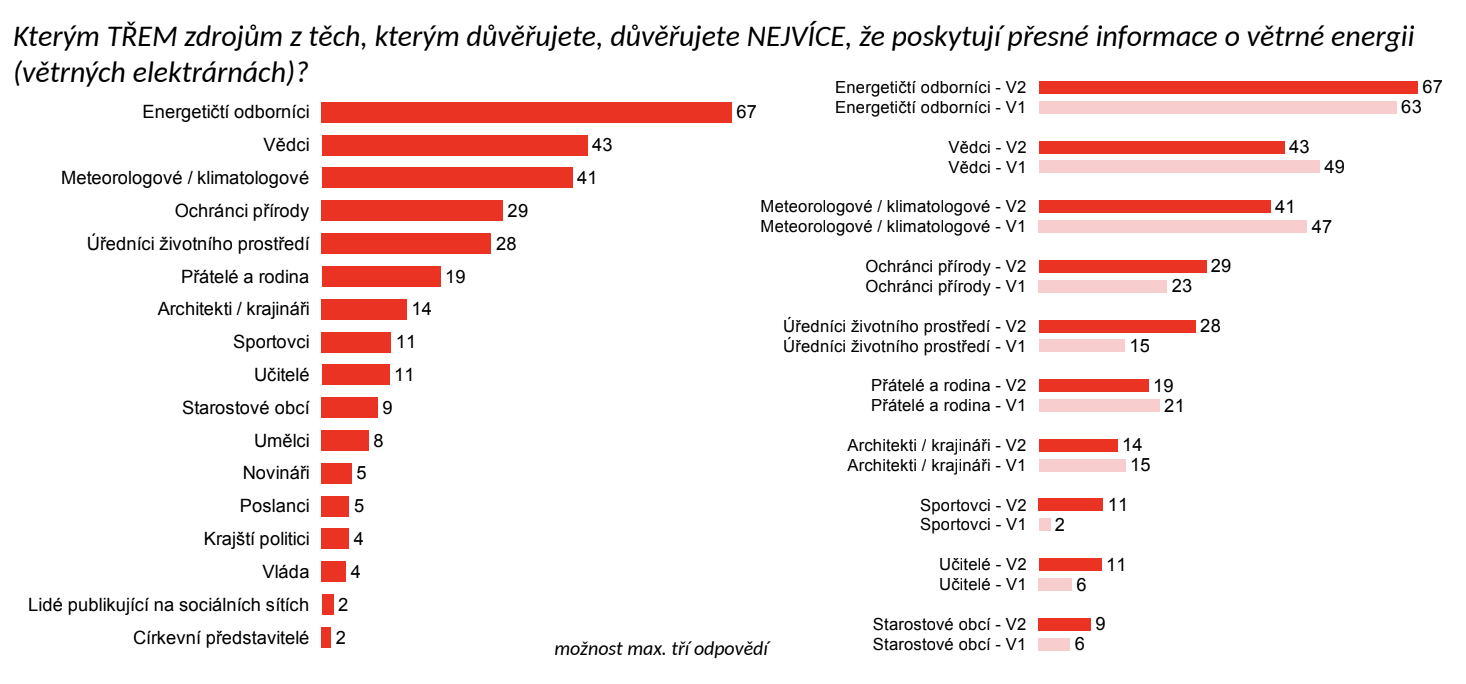 Kterým TŘEM zdrojům z těch, kterým důvěřujete, důvěřujete NEJVÍCE, že poskytují přesné informace o větrné energii
(větrných elektrárnách)?
Energetičtí odborníci 67
Vědci 43
Meteorologové / klimatologové 41
Ochránci přírody 29
Úředníci životního prostředí 28
Přátelé a rodina 19
Architekti / krajináři 14
Sportovci 11
Učitelé 11
Starostové obcí 9
Umělci 8
Novináři 5
Poslanci 5
Krajští politici 4
Vláda 4
Lidé publikující na sociálních sítích 2
Církevní představitelé 2
možnost max. tří odpovědí
Energetičtí odborníci - V2 67
Energetičtí odborníci - V1 63
Vědci - V2 43
Vědci - V1 49
Meteorologové / klimatologové - V2 41
Meteorologové / klimatologové - V1 47
Ochránci přírody - V2 29
Ochránci přírody - V1 23
Úředníci životního prostředí - V2 28
Úředníci životního prostředí - V1 15
Přátelé a rodina - V2 19
Přátelé a rodina - V1 21
Architekti / krajináři - V2 14
Architekti / krajináři - V1 15
Sportovci - V2 11
Sportovci - V1 2
Učitelé - V2 11
Učitelé - V1 6
Starostové obcí - V2 9
Starostové obcí - V1 6